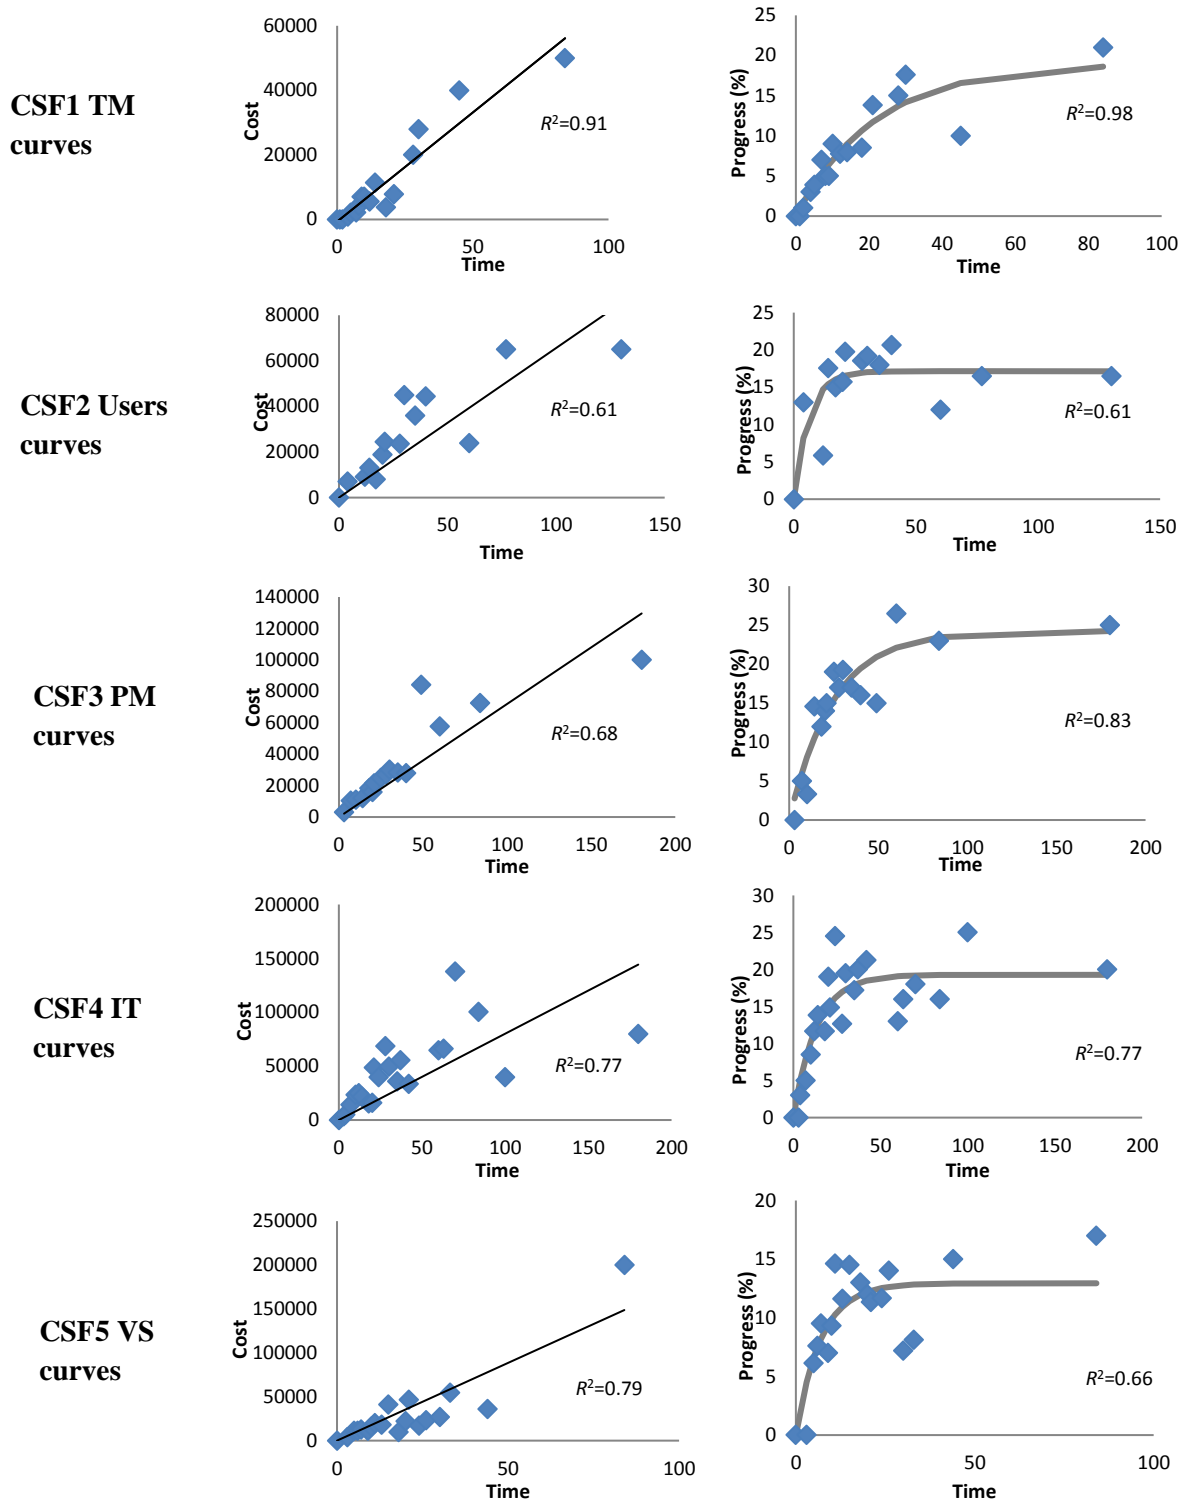 CSF1 TM
curves
60000
40000
20000
0
Cost
R²=0.91
0 50 100
Time
25
20
15
10
5
0
Progress (%)
R²=0.98
0 20 40 60 80 100
Time
CSF2 Users
curves
80000
60000
40000
20000
0
Cost
R²=0.61
0 50 100 150
Time
25
20
15
10
5
0
Progress (%)
R²=0.61
0 50 100 150
Time
CSF3 PM
curves
140000
120000
100000
80000
60000
40000
20000
0
Cost
R²=0.68
0 50 100 150 200
Time
30
25
20
15
10
5
0
Progress (%)
R²=0.83
0 50 100 150 200
Time
CSF4 IT
curves
200000
150000
100000
50000
0
Cost
R²=0.77
0 50 100 150 200
Time
30
25
20
15
10
5
0
Progress (%)
R²=0.77
0 50 100 150 200
Time
CSF5 VS
curves
250000
200000
150000
100000
50000
0
Cost
R²=0.79
0 50 100
Time
20
15
10
5
0
Progress (%)
R²=0.66
0 50 100
Time